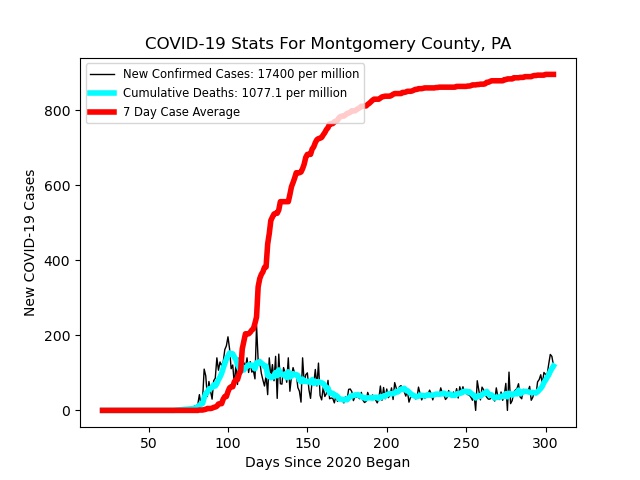 COVID-19 Stats For Montgomery County, PA
New Confirmed Cases: 17400 per million
Cumulative Deaths: 1077.1 per million
7 Day Case Average
New COVID-19 Cases
800
600
400
200
0
50 100 150 200 250 300
Days Since 2020 Began